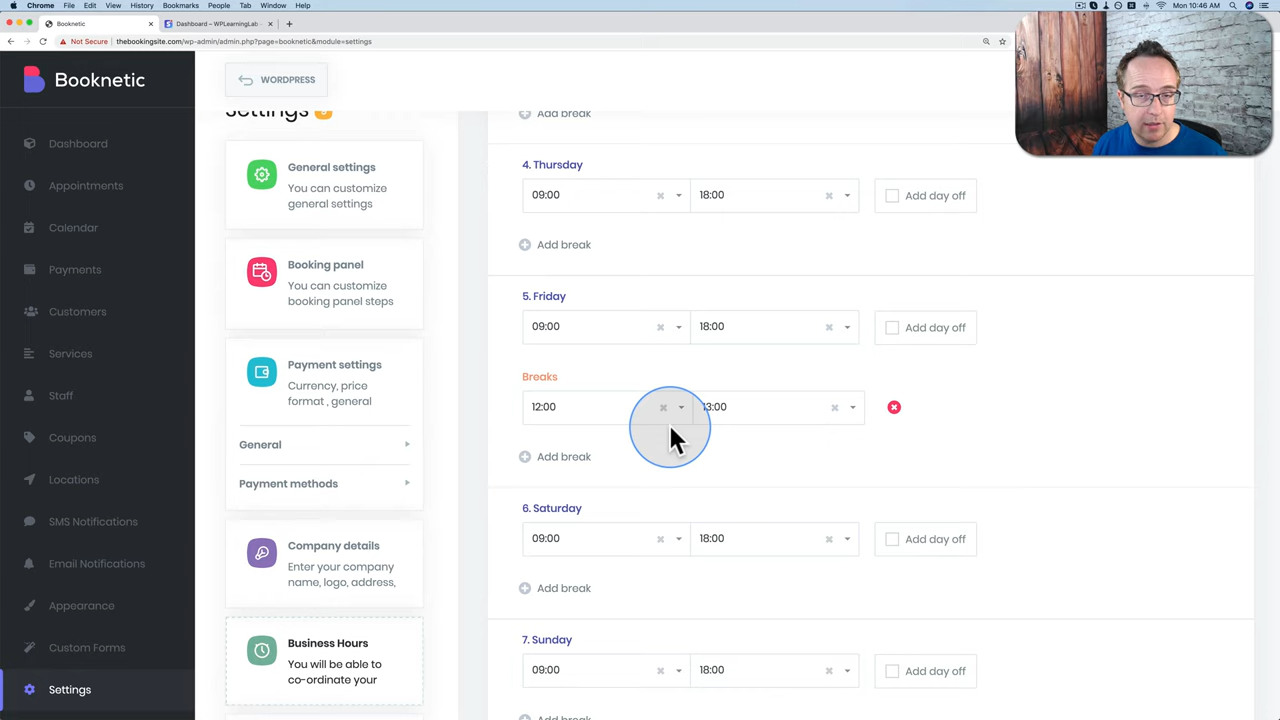 Chrome File Edit View History Bookmarks People Tab Window Help
Mon 10:46 AM
Booknetic
Dashboard – WPLearningLab
Not Secure thebookingsite.com/wp-admin/admin.php?page=booknetic&module=settings
Booknetic
WORDPRESS
Dashboard
Appointments
Calendar
Payments
Customers
Services
Staff
Coupons
Locations
SMS Notifications
Email Notifications
Appearance
Custom Forms
Settings
Settings
General settings
You can customize
general settings
Booking panel
You can customize
booking panel steps
Payment settings
Currency, price
format , general
General
Payment methods
Company details
Enter your company
name, logo, address,
Business Hours
You will be able to
co-ordinate your
Add break
4. Thursday
09:00 18:00 Add day off
Add break
5. Friday
09:00 18:00 Add day off
Breaks
12:00 13:00
Add break
6. Saturday
09:00 18:00 Add day off
Add break
7. Sunday
09:00 18:00 Add day off
Add break